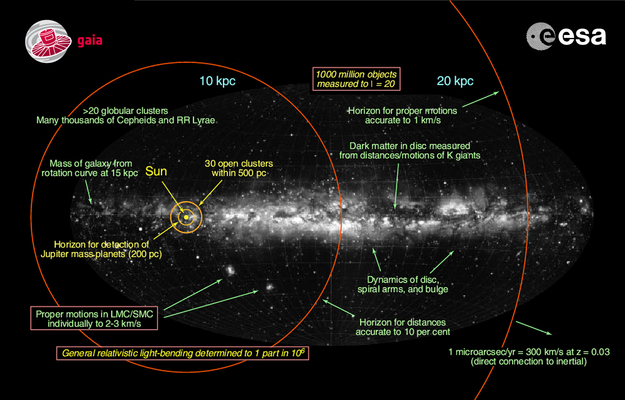 gaia
esa
10 kpc
1000 million objects
measured to I = 20
20 kpc
>20 globular clusters
Many thousands of Cepheids and RR Lyrae
Horizon for proper motions
accurate to 1 km/s
Dark matter in disc measured
from distances/motions of K giants
Mass of galaxy from
rotation curve at 15 kpc
Sun
30 open clusters
within 500 pc
Horizon for detection of
Jupiter mass planets (200 pc)
Dynamics of disc,
spiral arms, and bulge
Proper motions in LMC/SMC
individually to 2-3 km/s
Horizon for distances
accurate to 10 per cent
General relativistic light-bending determined to 1 part in 10⁶
1 microarcsec/yr = 300 km/s at z = 0.03
(direct connection to inertial)